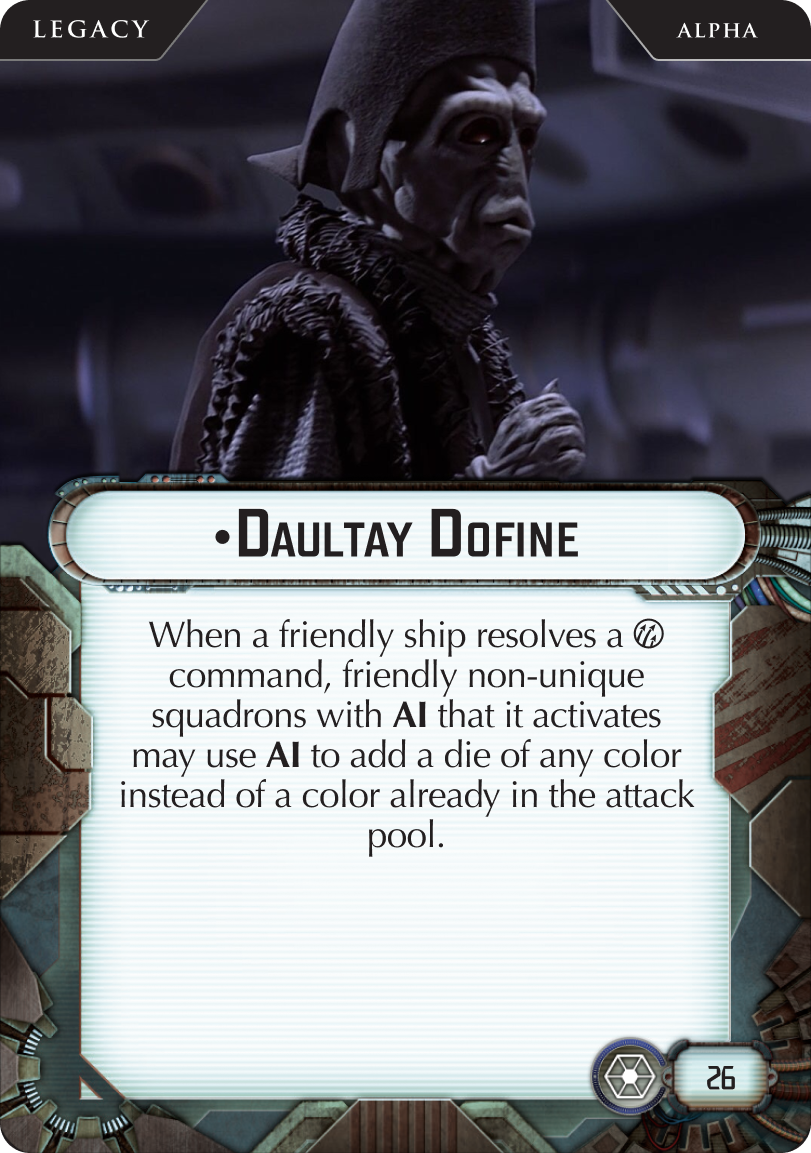 LEGACY
ALPHA
•DAULTAY DOFINE
When a friendly ship resolves a
command, friendly non-unique
squadrons with AI that it activates
may use AI to add a die of any color
instead of a color already in the attack
pool.
26